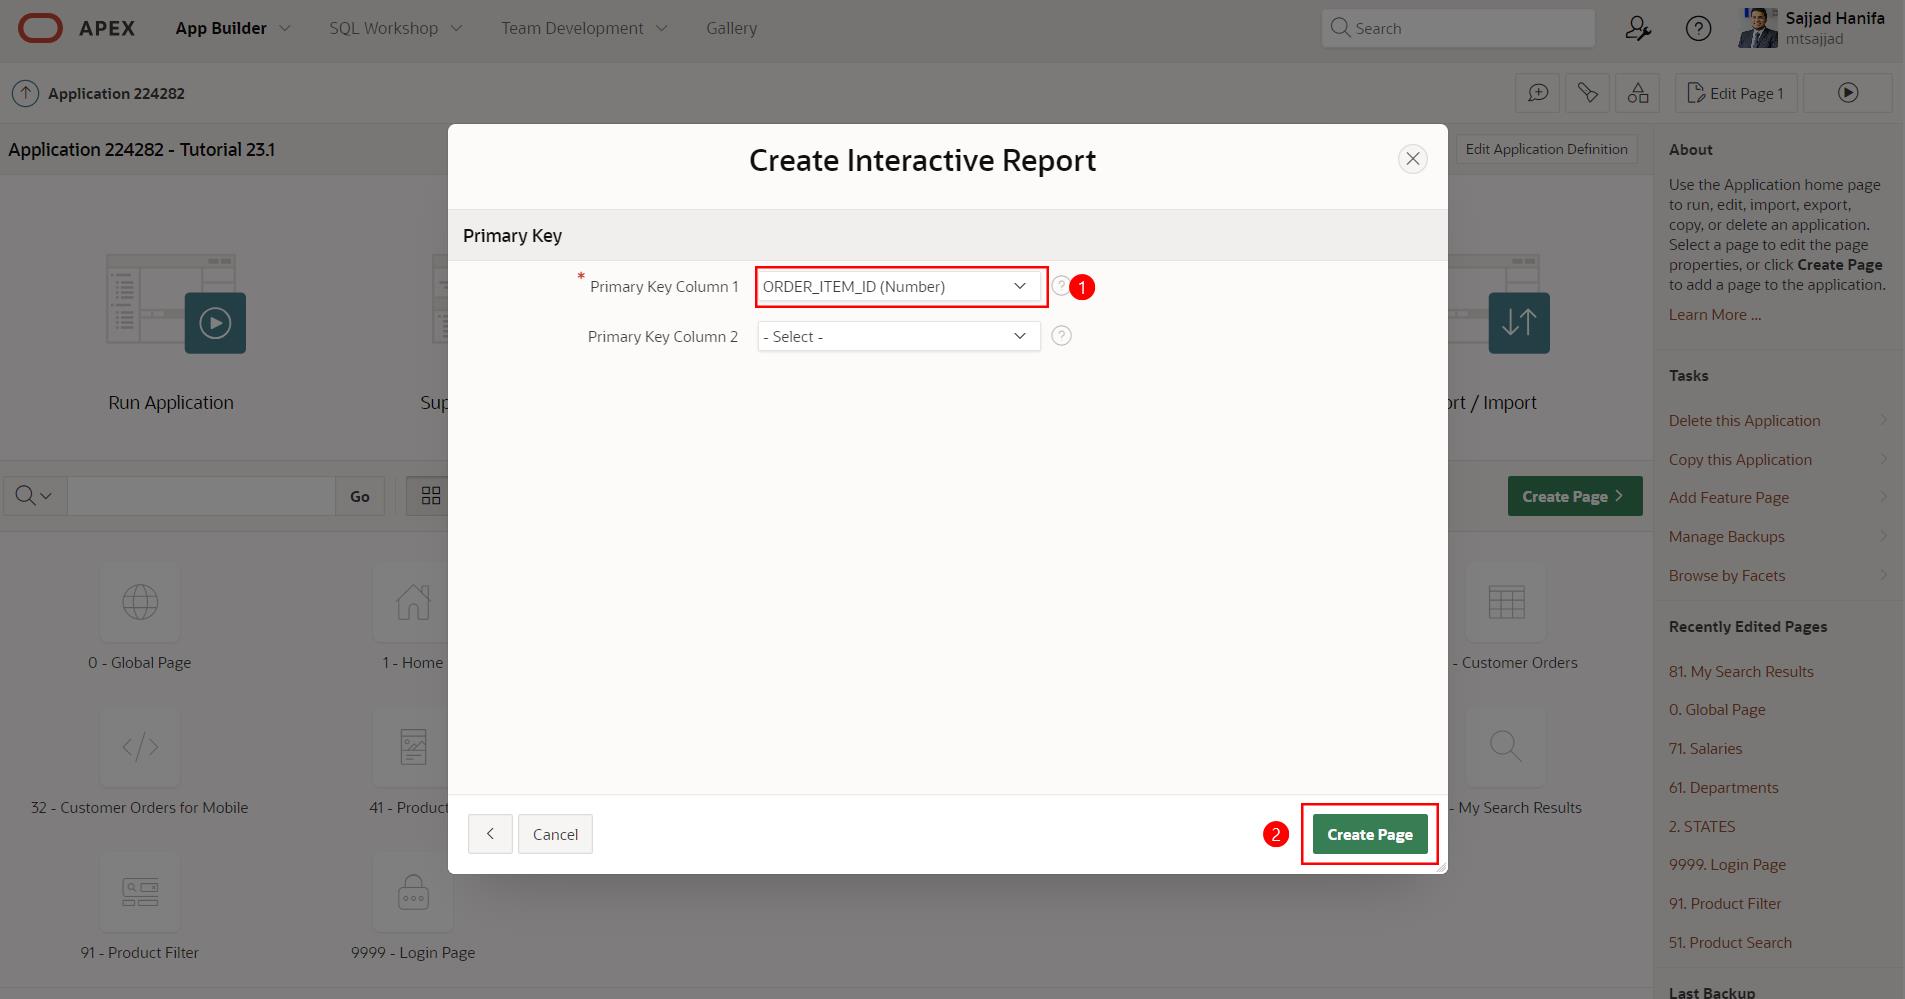 APEX
App Builder
SQL Workshop
Team Development
Gallery
Search
Sajjad Hanifa
mtsajjad
Application 224282
Edit Page 1
Application 224282 - Tutorial 23.1
Edit Application Definition
Create Interactive Report
Primary Key
* Primary Key Column 1
ORDER_ITEM_ID (Number)
? 1
Primary Key Column 2
- Select -
?
Cancel
2
Create Page
Run Application
Sup
ort / Import
Go
Create Page
0 - Global Page
1 - Home
- Customer Orders
32 - Customer Orders for Mobile
41 - Product
- My Search Results
91 - Product Filter
9999 - Login Page
About
Use the Application home page
to run, edit, import, export,
copy, or delete an application.
Select a page to edit the page
properties, or click Create Page
to add a page to the application.
Learn More ...
Tasks
Delete this Application
Copy this Application
Add Feature Page
Manage Backups
Browse by Facets
Recently Edited Pages
81. My Search Results
0. Global Page
71. Salaries
61. Departments
2. STATES
9999. Login Page
91. Product Filter
51. Product Search
Last Backup